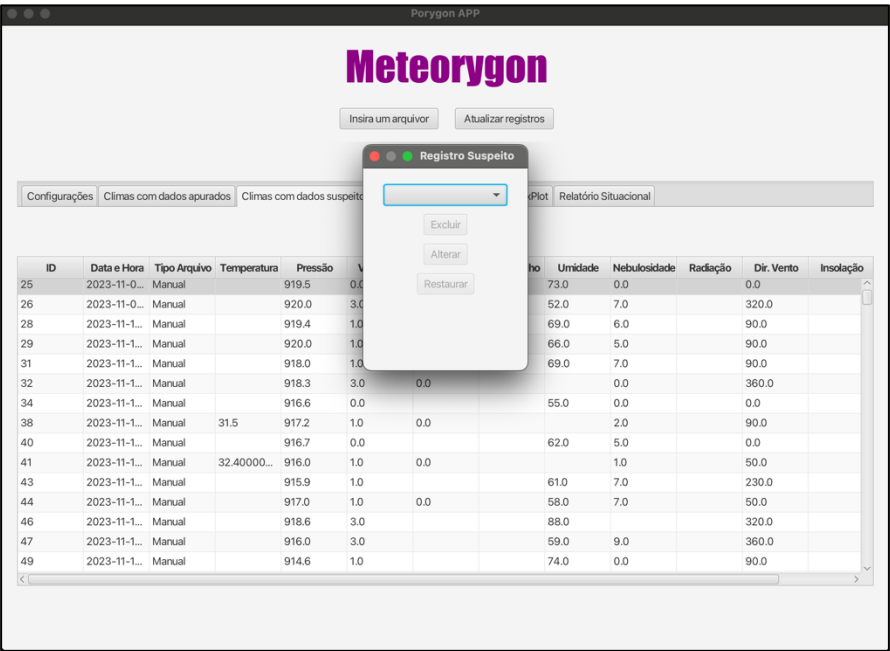 Porygon APP
Meteorygon
Insira um arquivor Atualizar registros
Registro Suspeito
Configurações Climas com dados apurados Climas com dados Relatório Situacional
Excluir
Alterar
Restaurar
ID Data e Hora Tipo Arquivo Temperatura Pressão Umidade Nebulosidade Radiação Dir. Vento Insolação
25 2023-11-0... Manual 919.5 73.0 0.0 0.0
26 2023-11-0... Manual 920.0 52.0 7.0 320.0
28 2023-11-1... Manual 919.4 69.0 6.0 90.0
29 2023-11-1... Manual 920.0 66.0 5.0 90.0
31 2023-11-1... Manual 918.0 69.0 7.0 90.0
32 2023-11-1... Manual 918.3 3.0 0.0 0.0 360.0
34 2023-11-1... Manual 916.6 0.0 55.0 0.0 0.0
38 2023-11-1... Manual 31.5 917.2 1.0 0.0 2.0 90.0
40 2023-11-1... Manual 916.7 0.0 62.0 5.0 0.0
41 2023-11-1... Manual 32.40000... 916.0 1.0 0.0 1.0 50.0
43 2023-11-1... Manual 915.9 1.0 61.0 7.0 230.0
44 2023-11-1... Manual 917.0 1.0 0.0 58.0 7.0 50.0
46 2023-11-1... Manual 918.6 3.0 88.0 320.0
47 2023-11-1... Manual 916.0 3.0 59.0 9.0 360.0
49 2023-11-1... Manual 914.6 1.0 74.0 0.0 90.0